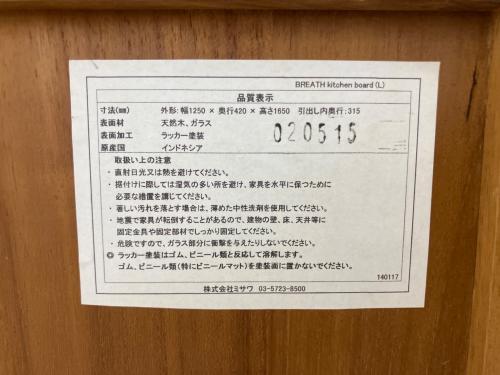 BREATH kitchen board (L)
品質表示
寸法(mm) 外形:幅1250 × 奥行420 × 高さ1650 引出し内奥行:315
表面材 天然木、ガラス
表面加工 ラッカー塗装
原産国 インドネシア
020515
取扱い上の注意
・ 直射日光又は熱を避けてください。
・ 据付けに際しては湿気の多い所を避け、家具を水平に保つために
必要な措置を講じてください。
・ 著しい汚れを落とす場合は、薄めた中性洗剤を使用してください。
・ 地震で家具が転倒することがあるので、建物の壁、床、天井等に
固定金具や固定部材でしっかり固定してください。
・ 危険ですので、ガラス部分に衝撃を与えたりしないでください。
◎ ラッカー塗装はゴム、ビニール類と反応して溶解します。
ゴム、ビニール類(特にビニールマット)を塗装面に置かないでください。
140117
株式会社ミサワ 03-5723-8500